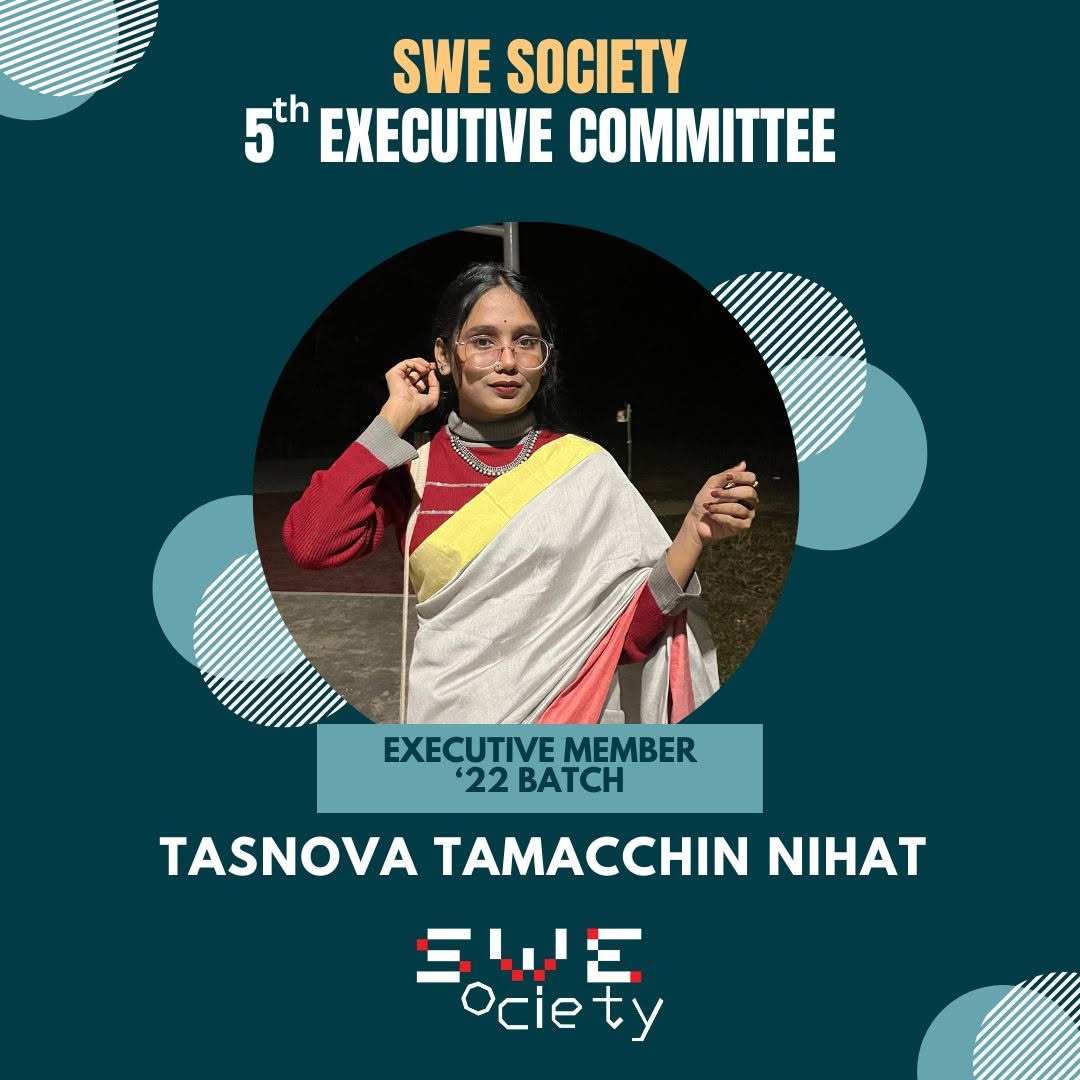 SWE SOCIETY
5th EXECUTIVE COMMITTEE
EXECUTIVE MEMBER
‘22 BATCH
TASNOVA TAMACCHIN NIHAT
SWE
Ociety